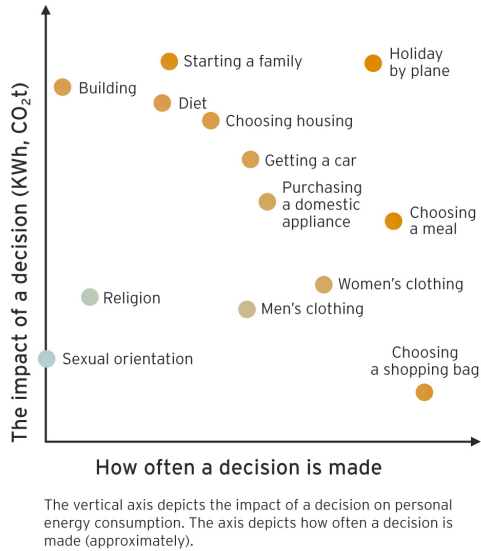 The impact of a decision (KWh, CO₂t)
Starting a family
Holiday
by plane
Building
Diet
Choosing housing
Getting a car
Purchasing
a domestic
appliance
Choosing
a meal
Women's clothing
Religion
Men's clothing
Sexual orientation
Choosing
a shopping bag
How often a decision is made
The vertical axis depicts the impact of a decision on personal
energy consumption. The axis depicts how often a decision is
made (approximately).